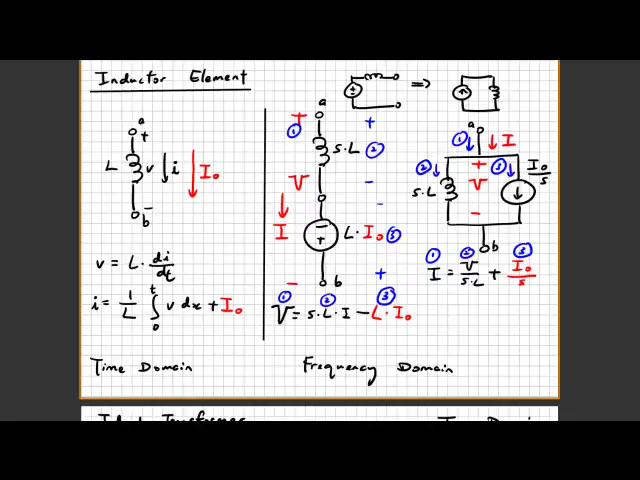 Inductor Element
⇒
a
+
L v i I₀
−
b
v = L · di/dt
i = 1/L ∫₀ᵗ v dx + I₀
Time Domain
a
+ +
①
s·L ②
V −
I −
− +
L · I₀ ③
− +
b
① ② ③
V = s·L·I − L·I₀
a
① I
② + ③ I₀/s
s·L V
−
b
① ② ③
I = V/s·L + I₀/s
Frequency Domain